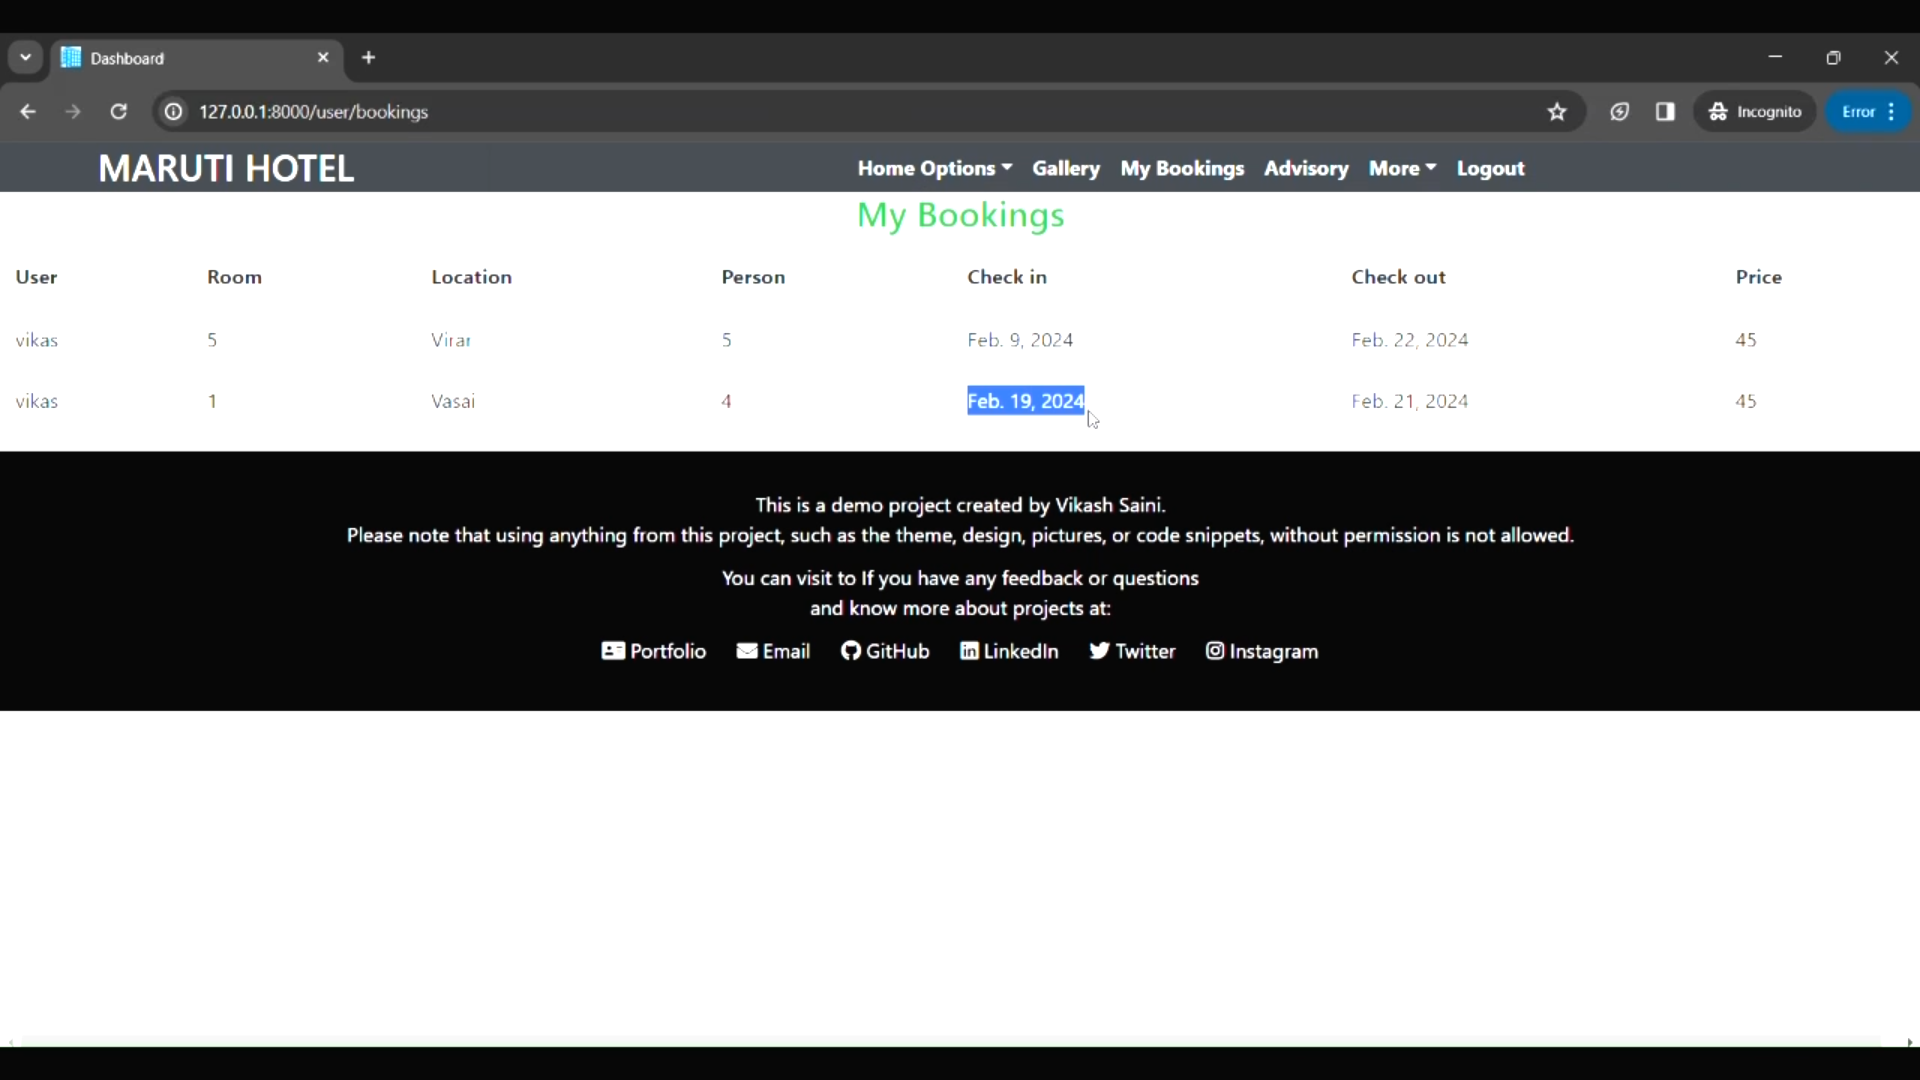 Dashboard
127.0.0.1:8000/user/bookings
Incognito
Error
MARUTI HOTEL
Home Options Gallery My Bookings Advisory More Logout
My Bookings
User Room Location Person Check in Check out Price
vikas 5 Virar 5 Feb. 9, 2024 Feb. 22, 2024 45
vikas 1 Vasai 4 Feb. 19, 2024 Feb. 21, 2024 45
This is a demo project created by Vikash Saini.
Please note that using anything from this project, such as the theme, design, pictures, or code snippets, without permission is not allowed.
You can visit to If you have any feedback or questions
and know more about projects at:
Portfolio Email GitHub LinkedIn Twitter Instagram